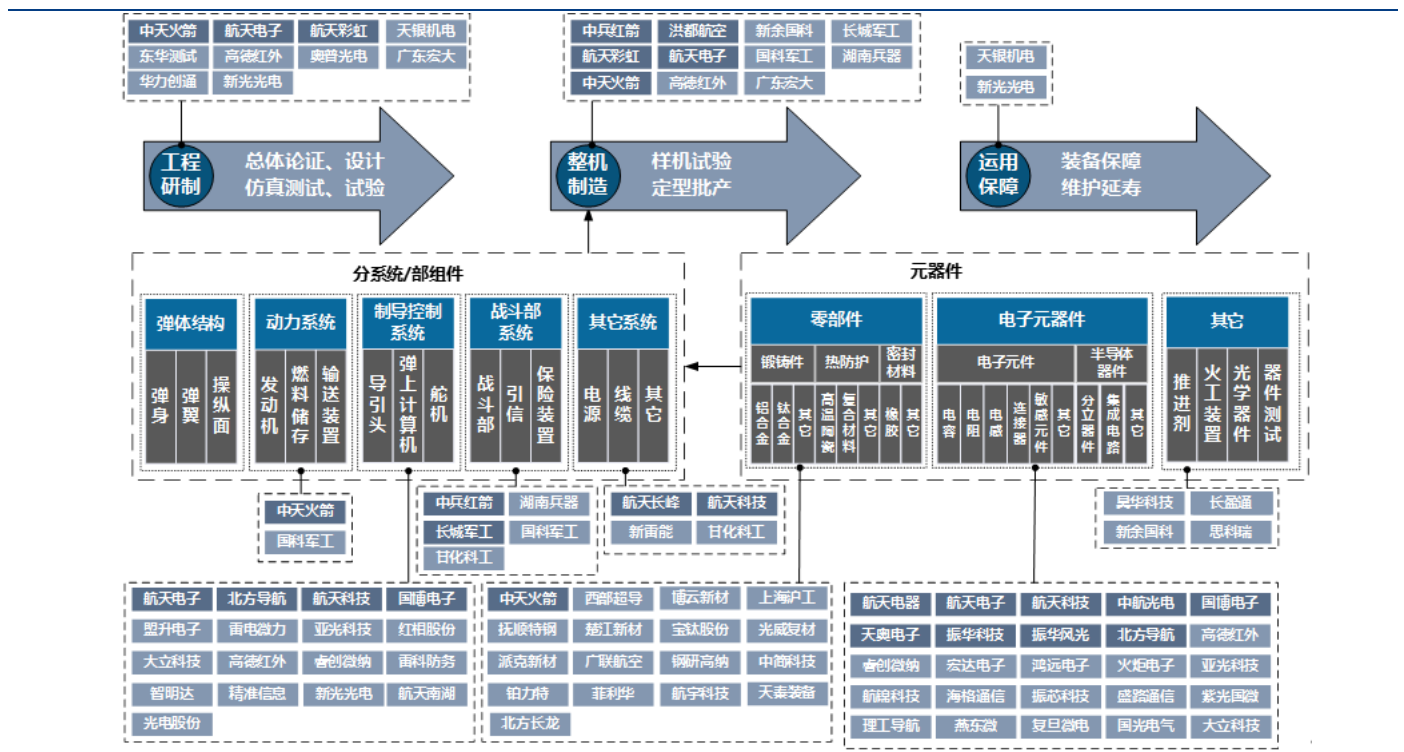 中天火箭 航天电子 航天彩虹 天银机电
东华测试 高德红外 奥普光电 广东宏大
华力创通 新光光电
中兵红箭 洪都航空 新余国科 长城军工
航天彩虹 航天电子 国科军工 湖南兵器
中天火箭 高德红外 广东宏大
天银机电
新光光电
工程
研制
总体论证、设计
仿真测试、试验
整机
制造
样机试验
定型批产
运用
保障
装备保障
维护延寿
分系统/部组件
弹体结构
弹身
弹翼
操纵面
动力系统
发动机
燃料储存
输送装置
制导控制
系统
导引头
弹上计算机
舵机
战斗部
系统
战斗部
引信
保险装置
其它系统
电源
线缆
其它
元器件
零部件
锻铸件 热防护 密封
材料
铝合金
钛合金
其它
高温陶瓷
复合材料
其它
橡胶
其它
电子元器件
电子元件 半导体
器件
电容
电阻
电感
连接器
敏感元件
其它
分立器件
集成电路
其它
其它
推进剂
火工装置
光学器件
器件测试
中天火箭
国科军工
中兵红箭 湖南兵器
长城军工 国科军工
甘化科工
航天长峰 航天科技
新雷能 甘化科工
昊华科技 长盈通
新余国科 思科瑞
航天电子 北方导航 航天科技 国博电子
盟升电子 雷电微力 亚光科技 红相股份
大立科技 高德红外 睿创微纳 雷科防务
智明达 精准信息 新光光电 航天南湖
光电股份
中天火箭 西部超导 博云新材 上海沪工
抚顺特钢 楚江新材 宝钛股份 光威复材
派克新材 广联航空 钢研高纳 中简科技
铂力特 菲利华 航宇科技 天秦装备
北方长龙
航天电器 航天电子 航天科技 中航光电 国博电子
天奥电子 振华科技 振华风光 北方导航 高德红外
睿创微纳 宏达电子 鸿远电子 火炬电子 亚光科技
航锦科技 海格通信 振芯科技 盛路通信 紫光国微
理工导航 燕东微 复旦微电 国光电气 大立科技